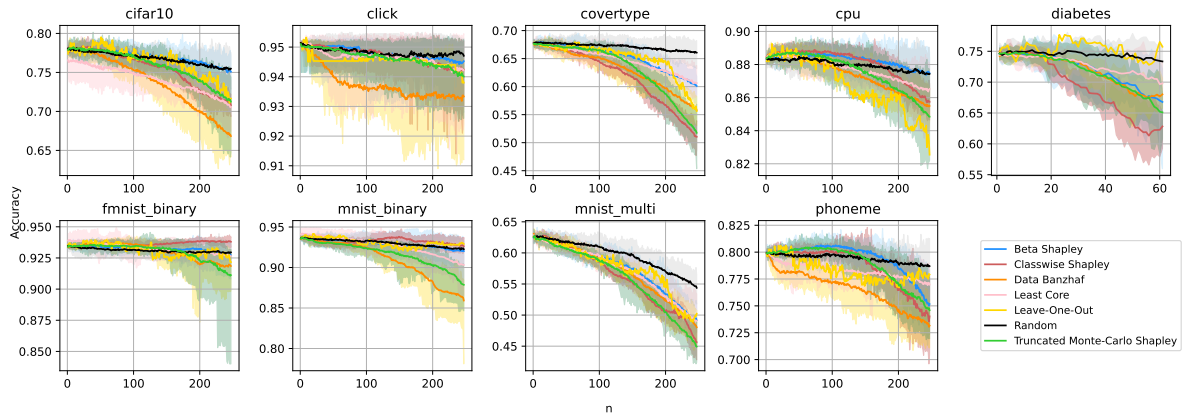 cifar10
click
covertype
cpu
diabetes
0.80
0.75
0.70
0.65
0.95
0.94
0.93
0.92
0.91
0.70
0.65
0.60
0.55
0.50
0.45
0.90
0.88
0.86
0.84
0.82
0.75
0.70
0.65
0.60
0.55
0 100 200
0 100 200
0 100 200
0 100 200
0 20 40 60
Accuracy
fmnist_binary
mnist_binary
mnist_multi
phoneme
0.950
0.925
0.900
0.875
0.850
0.95
0.90
0.85
0.80
0.65
0.60
0.55
0.50
0.45
0.825
0.800
0.775
0.750
0.725
0.700
0 100 200
0 100 200
0 100 200
0 100 200
Beta Shapley
Classwise Shapley
Data Banzhaf
Least Core
Leave-One-Out
Random
Truncated Monte-Carlo Shapley
n